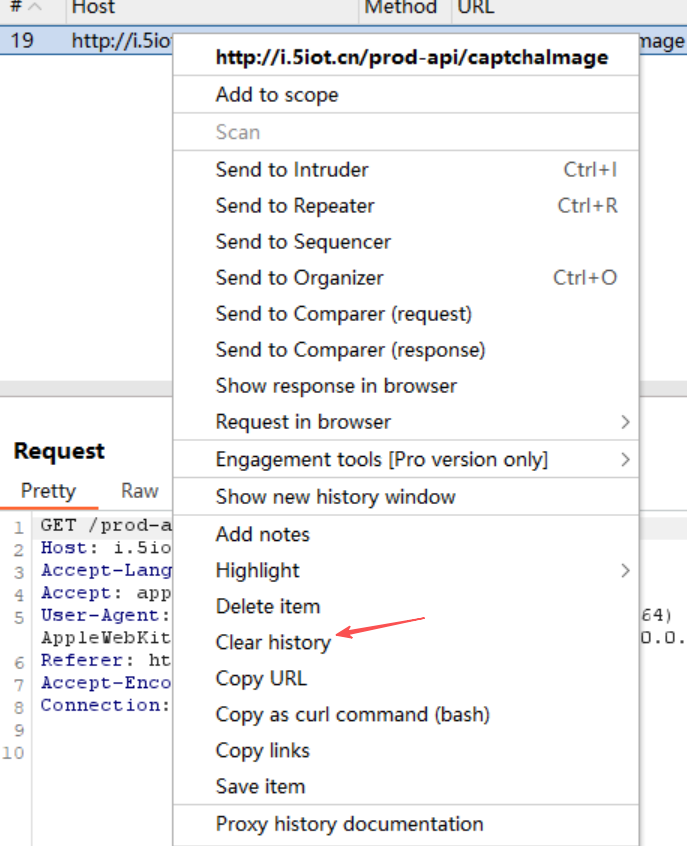 # Host Method URL
19 http://i.5io mage
http://i.5iot.cn/prod-api/captchaImage
Add to scope
Scan
Send to Intruder Ctrl+I
Send to Repeater Ctrl+R
Send to Sequencer
Send to Organizer Ctrl+O
Send to Comparer (request)
Send to Comparer (response)
Show response in browser
Request in browser
Engagement tools [Pro version only]
Show new history window
Add notes
Highlight
Delete item
Clear history
Copy URL
Copy as curl command (bash)
Copy links
Save item
Proxy history documentation
Request
Pretty Raw
1 GET /prod-a
2 Host: i.5io
3 Accept-Lang
4 Accept: app
5 User-Agent: 64)
AppleWebKit 0.0.
6 Referer: ht
7 Accept-Enco
8 Connection:
9
10